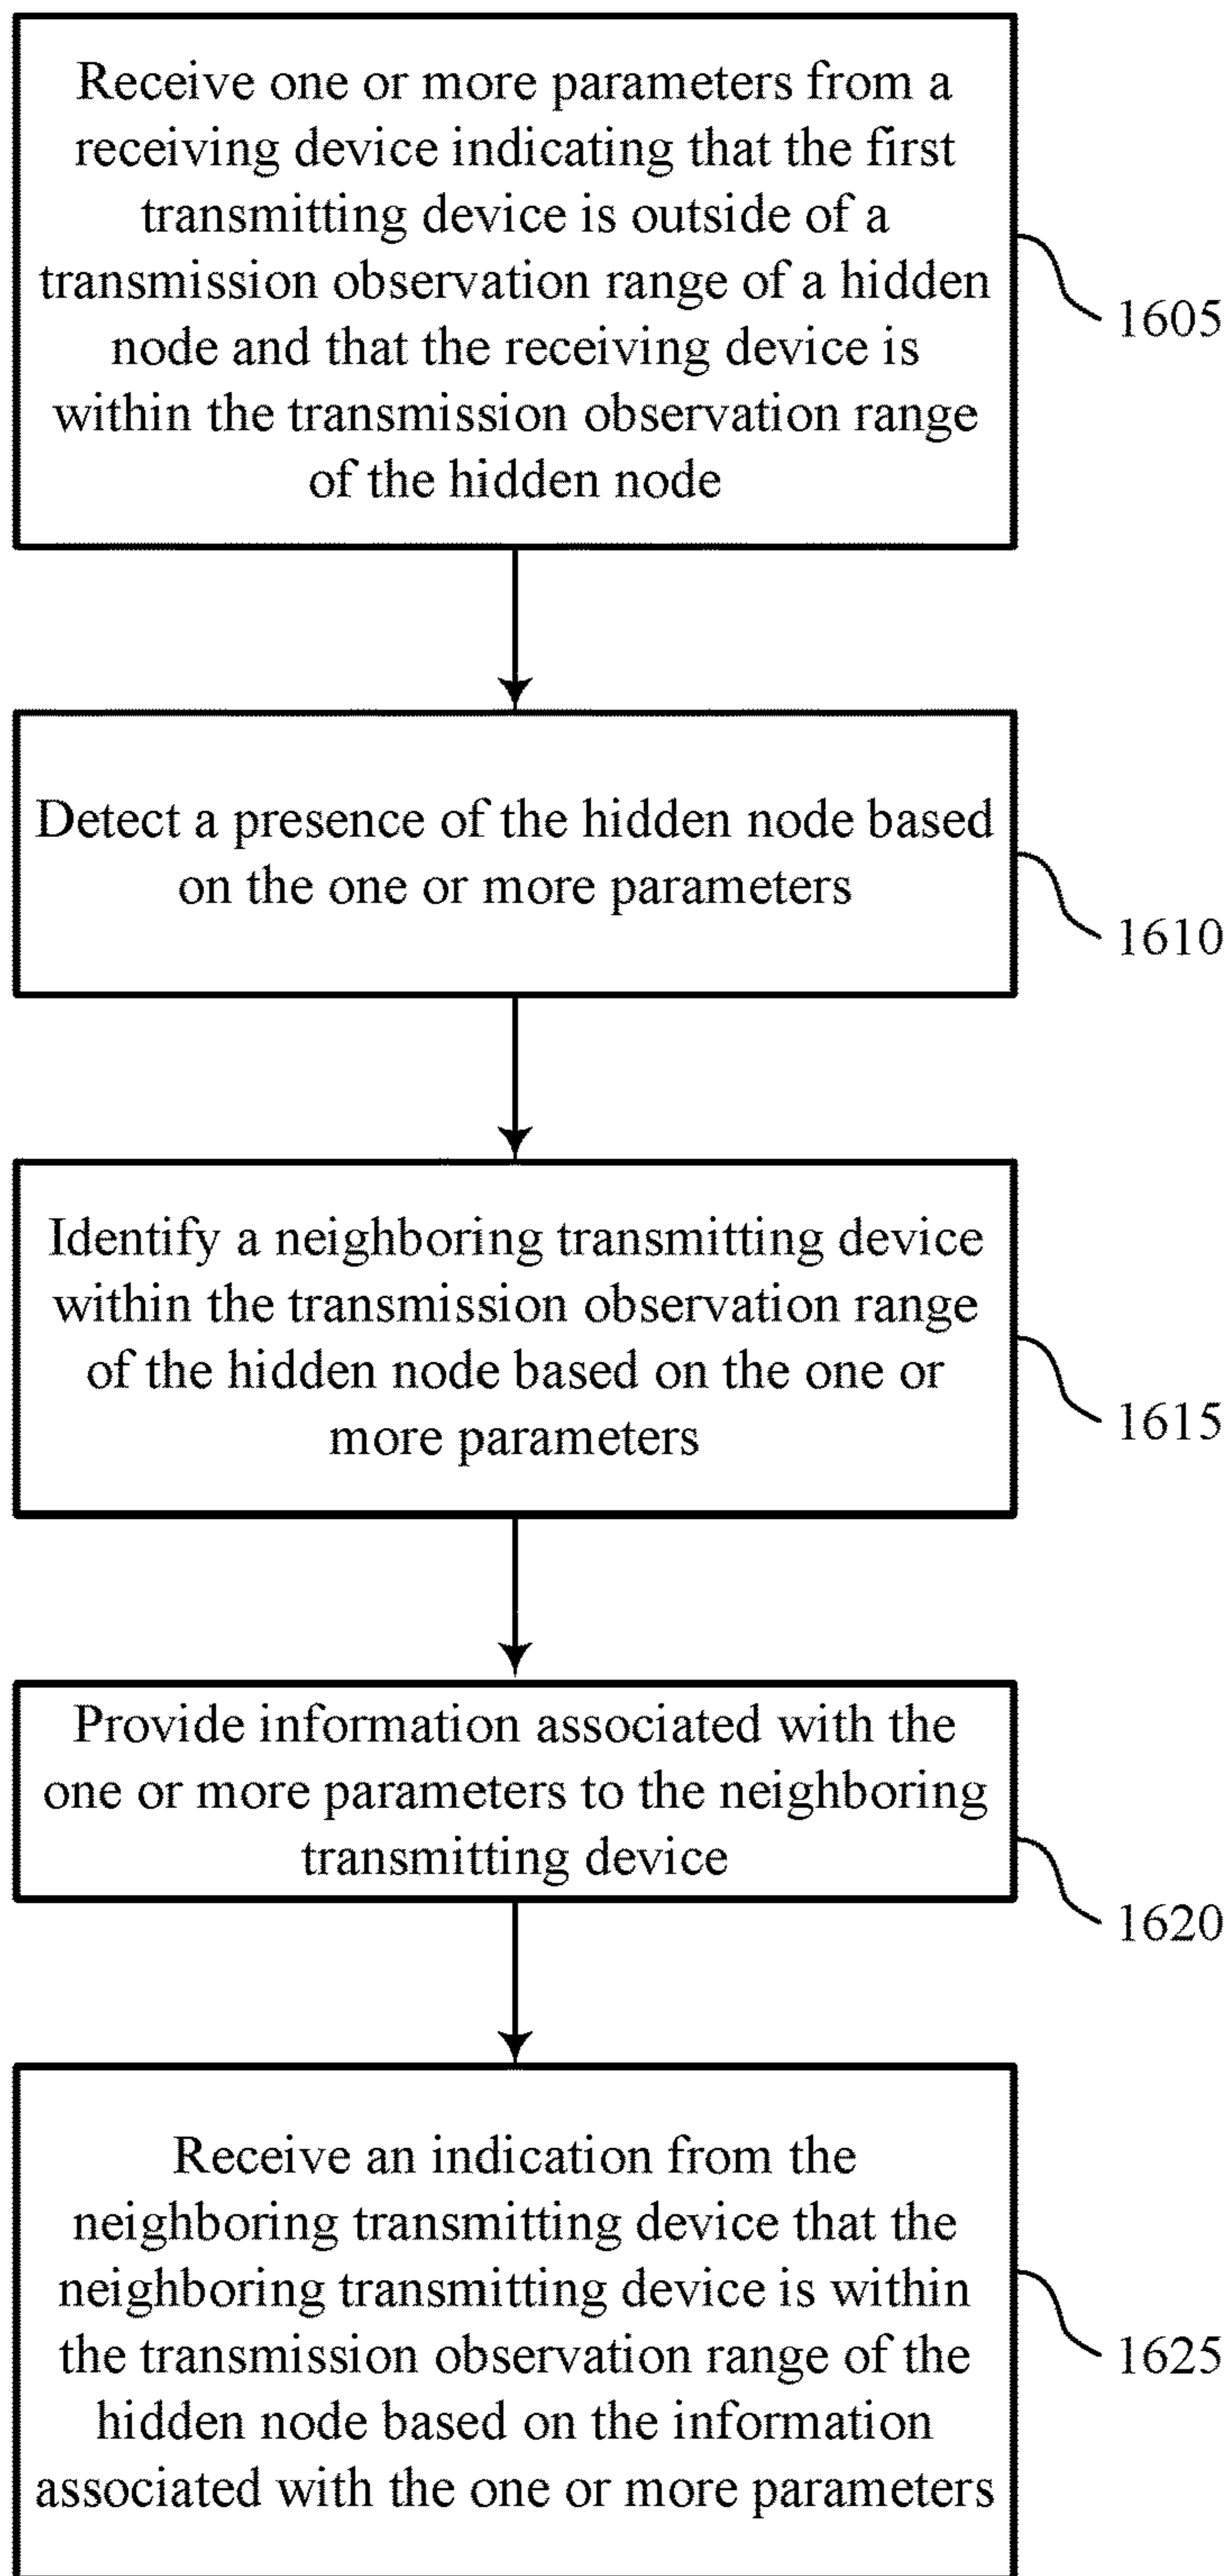 Receive one or more parameters from a
receiving device indicating that the first
transmitting device is outside of a
transmission observation range of a hidden
node and that the receiving device is
within the transmission observation range
of the hidden node
1605
Detect a presence of the hidden node based
on the one or more parameters
1610
Identify a neighboring transmitting device
within the transmission observation range
of the hidden node based on the one or
more parameters
1615
Provide information associated with the
one or more parameters to the neighboring
transmitting device
1620
Receive an indication from the
neighboring transmitting device that the
neighboring transmitting device is within
the transmission observation range of the
hidden node based on the information
associated with the one or more parameters
1625